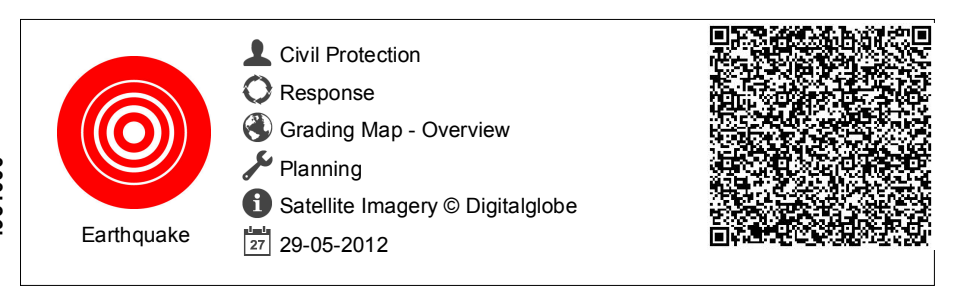 Civil Protection
Response
Grading Map - Overview
Planning
Satellite Imagery © Digitalglobe
27 29-05-2012
Earthquake